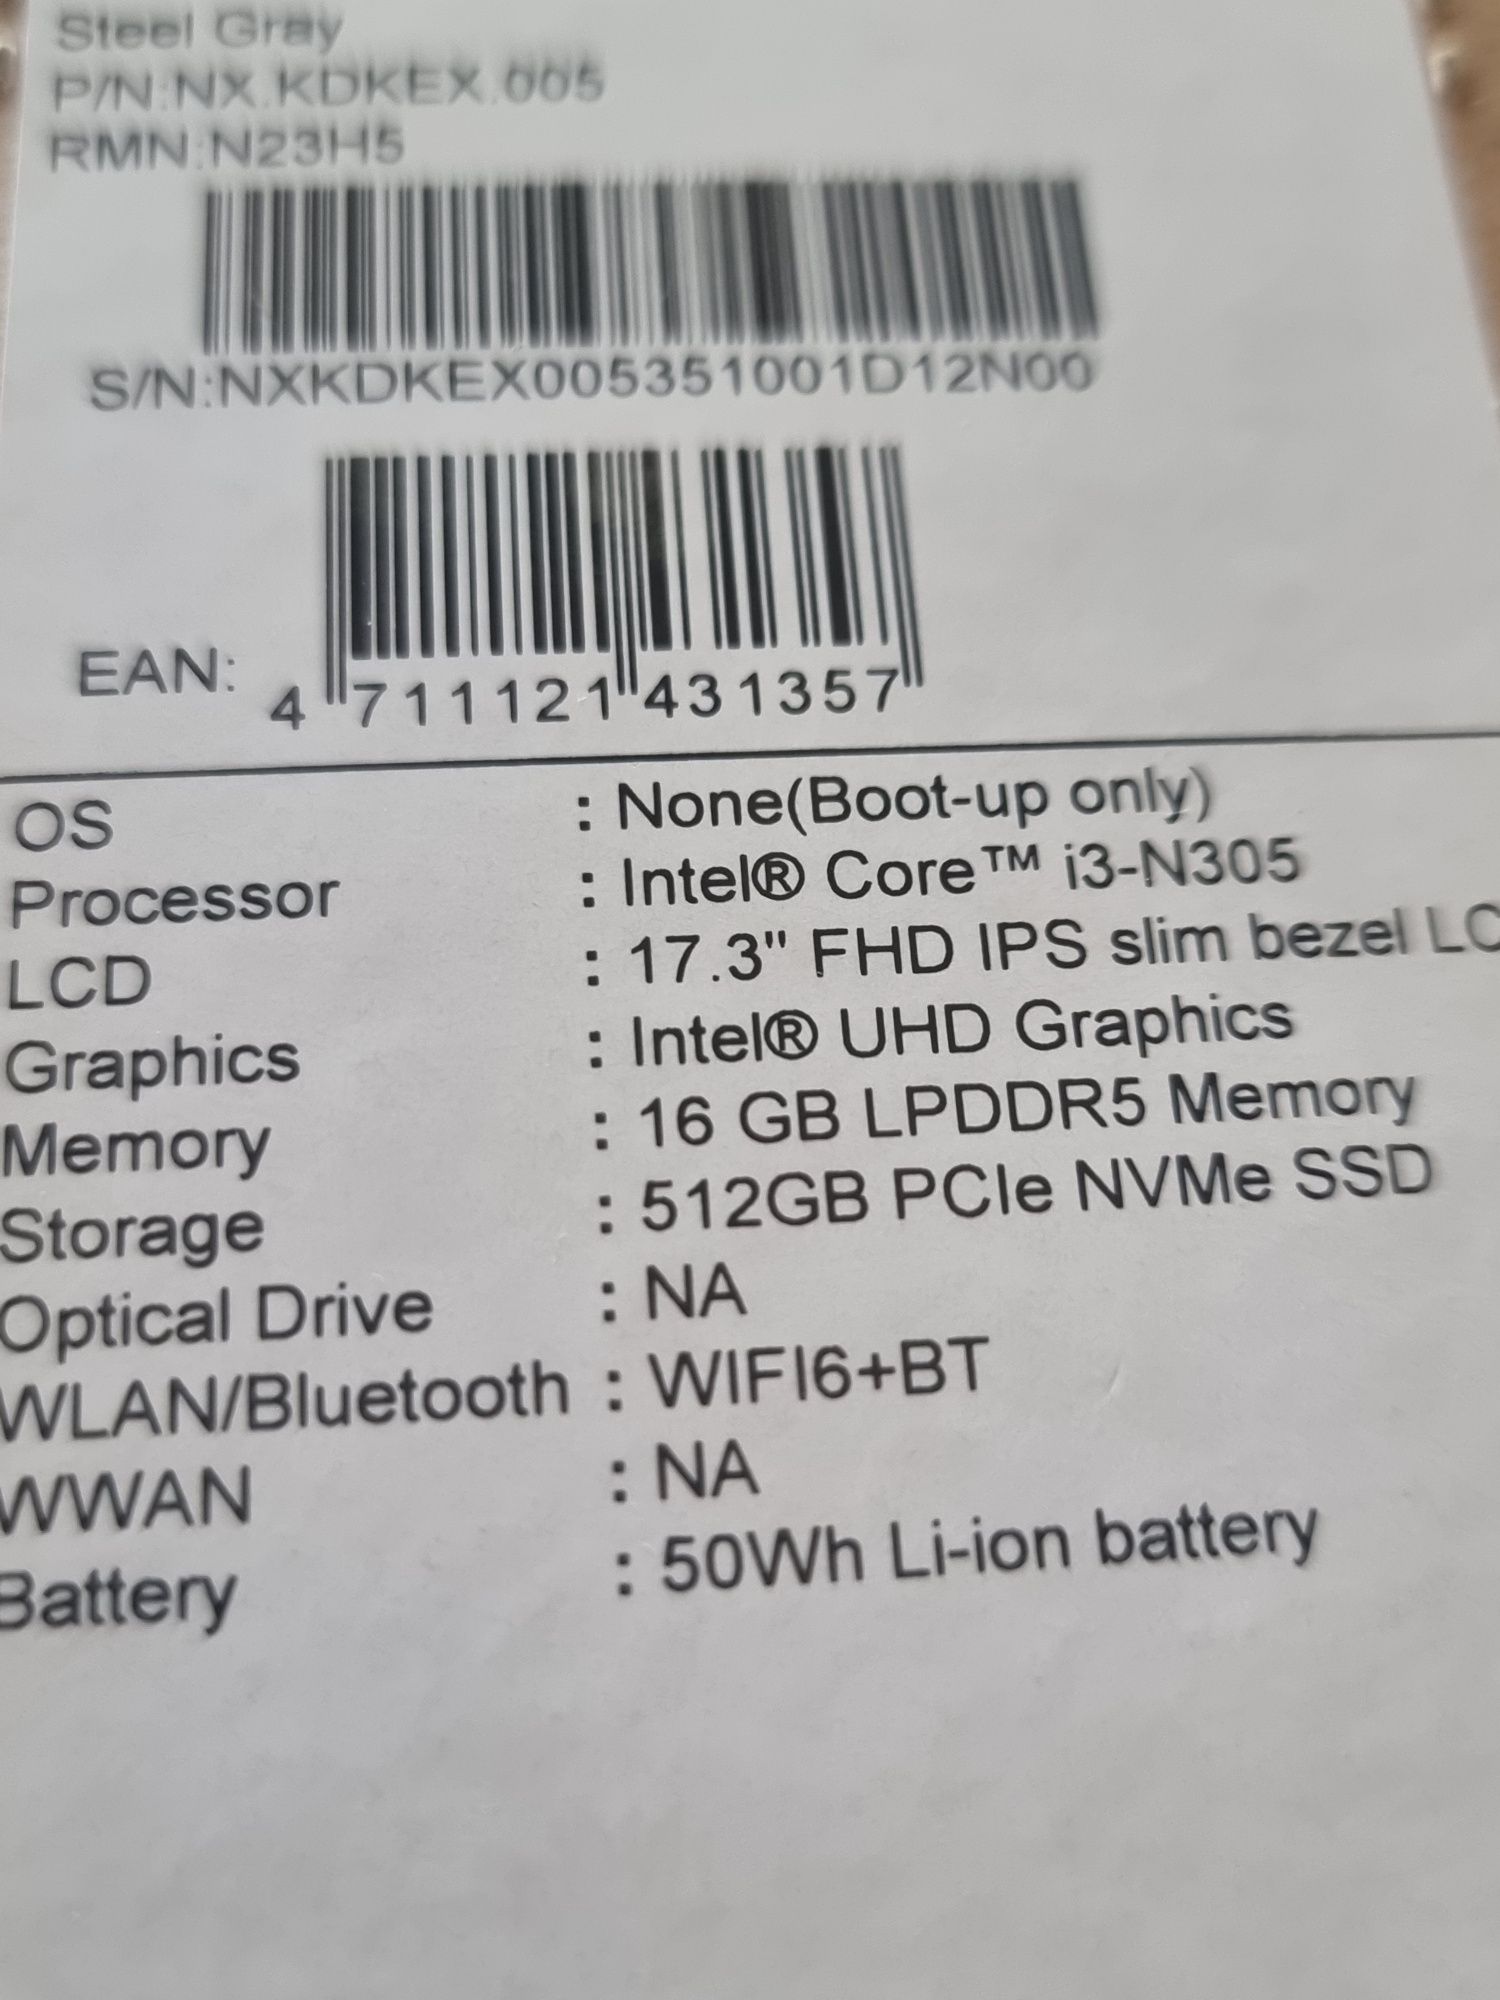 Steel Gray
P/N:NX.KDKEX.005
RMN:N23H5
S/N:NXKDKEX005351001D12N00
EAN: 4 711121 431357
OS : None(Boot-up only)
Processor : Intel® Core™ i3-N305
LCD : 17.3" FHD IPS slim bezel LC
Graphics : Intel® UHD Graphics
Memory : 16 GB LPDDR5 Memory
Storage : 512GB PCIe NVMe SSD
Optical Drive : NA
WLAN/Bluetooth : WIFI6+BT
WWAN : NA
Battery : 50Wh Li-ion battery